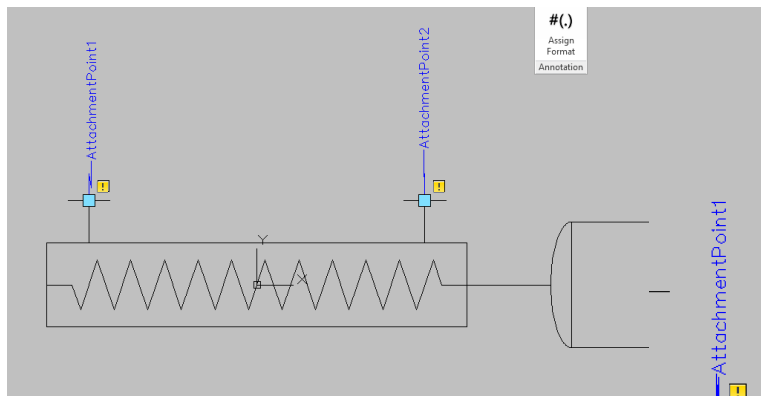 #(.)
Assign
Format
Annotation
AttachmentPoint1
AttachmentPoint2
!
!
Y
X
AttachmentPoint1
!